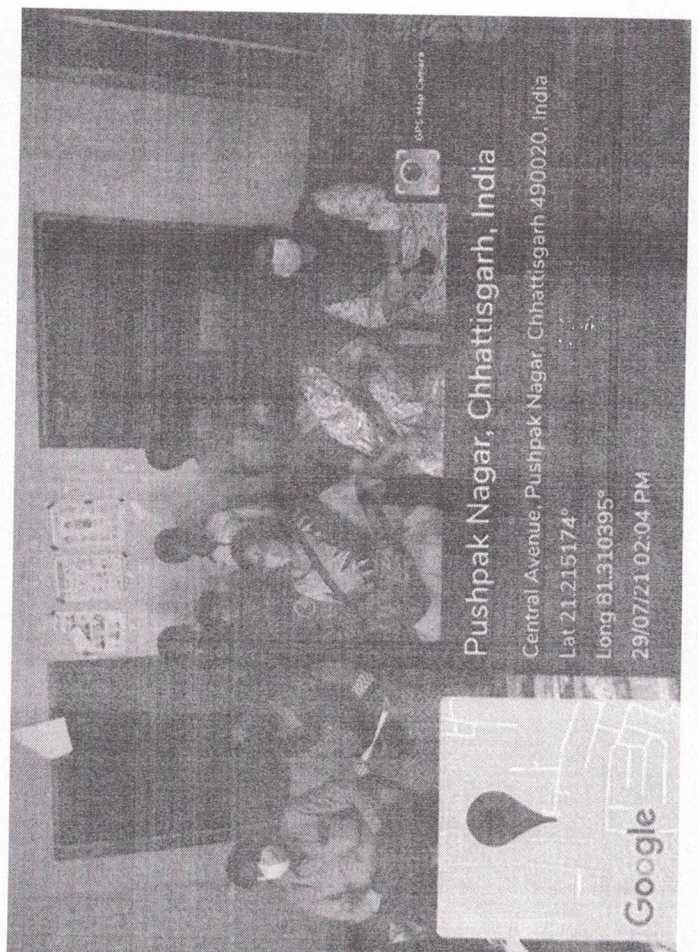 GPS Map Camera
Pushpak Nagar, Chhattisgarh, India
Central Avenue, Pushpak Nagar, Chhattisgarh 490020, India
Lat 21.215174°
Long 81.310395°
29/07/21 02:04 PM
Google